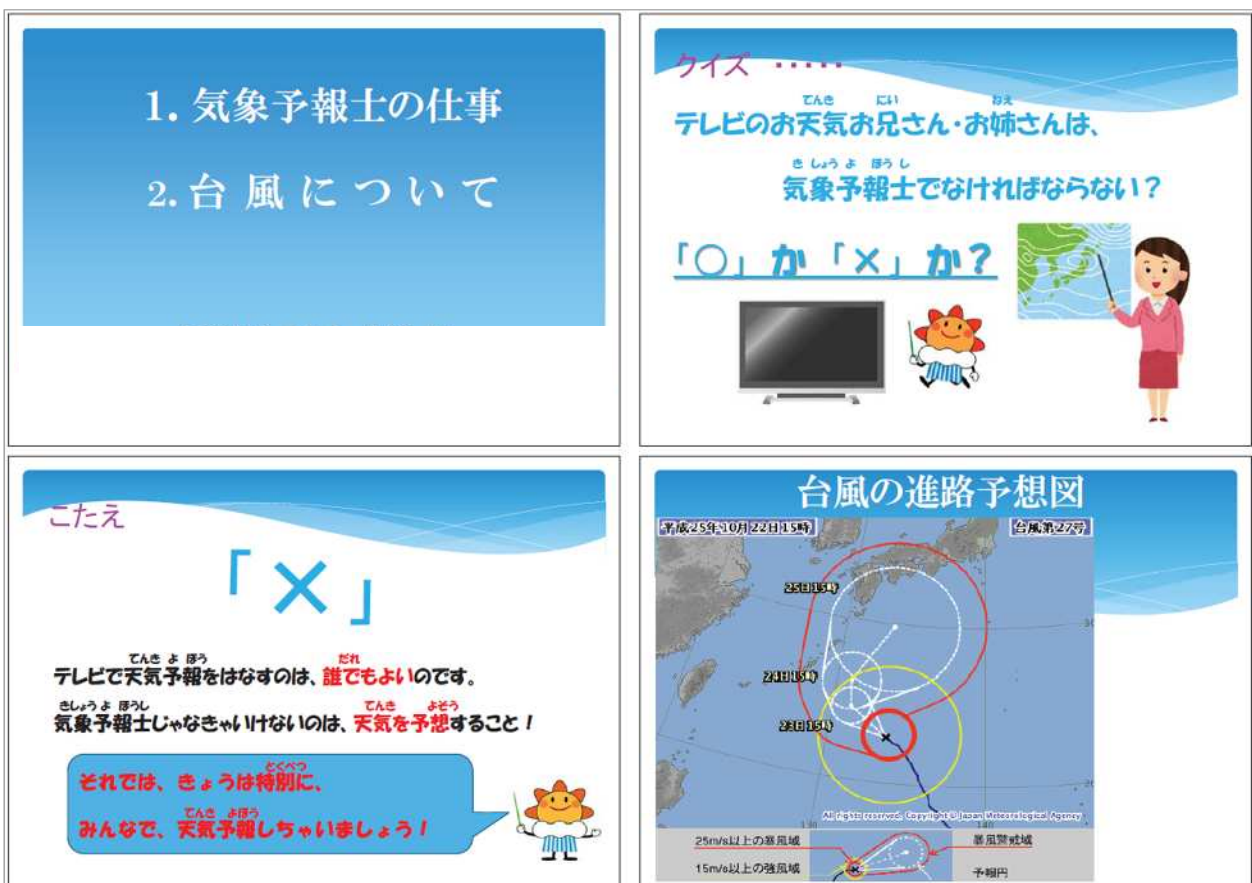 1. 気象予報士の仕事
2. 台風について
クイズ ・・・・・
てんき にい ねえ
テレビのお天気お兄さん・お姉さんは、
きしょうよほうし
気象予報士でなければならない?
「○」か「×」か?
こたえ
「×」
てんきよほう だれ
テレビで天気予報をはなすのは、誰でもよいのです。
きしょうよほうし てんき よそう
気象予報士じゃなきゃいけないのは、天気を予想すること!
とくべつ
それでは、きょうは特別に、
てんき よほう
みんなで、天気予報しちゃいましょう!
台風の進路予想図
平成25年10月22日15時 台風第27号
25日15時
24日15時
23日15時
30
20
130 140
All rights reserved. Copyright © Japan Meteorological Agency
25m/s以上の暴風域 暴風警戒域
15m/s以上の強風域 予報円